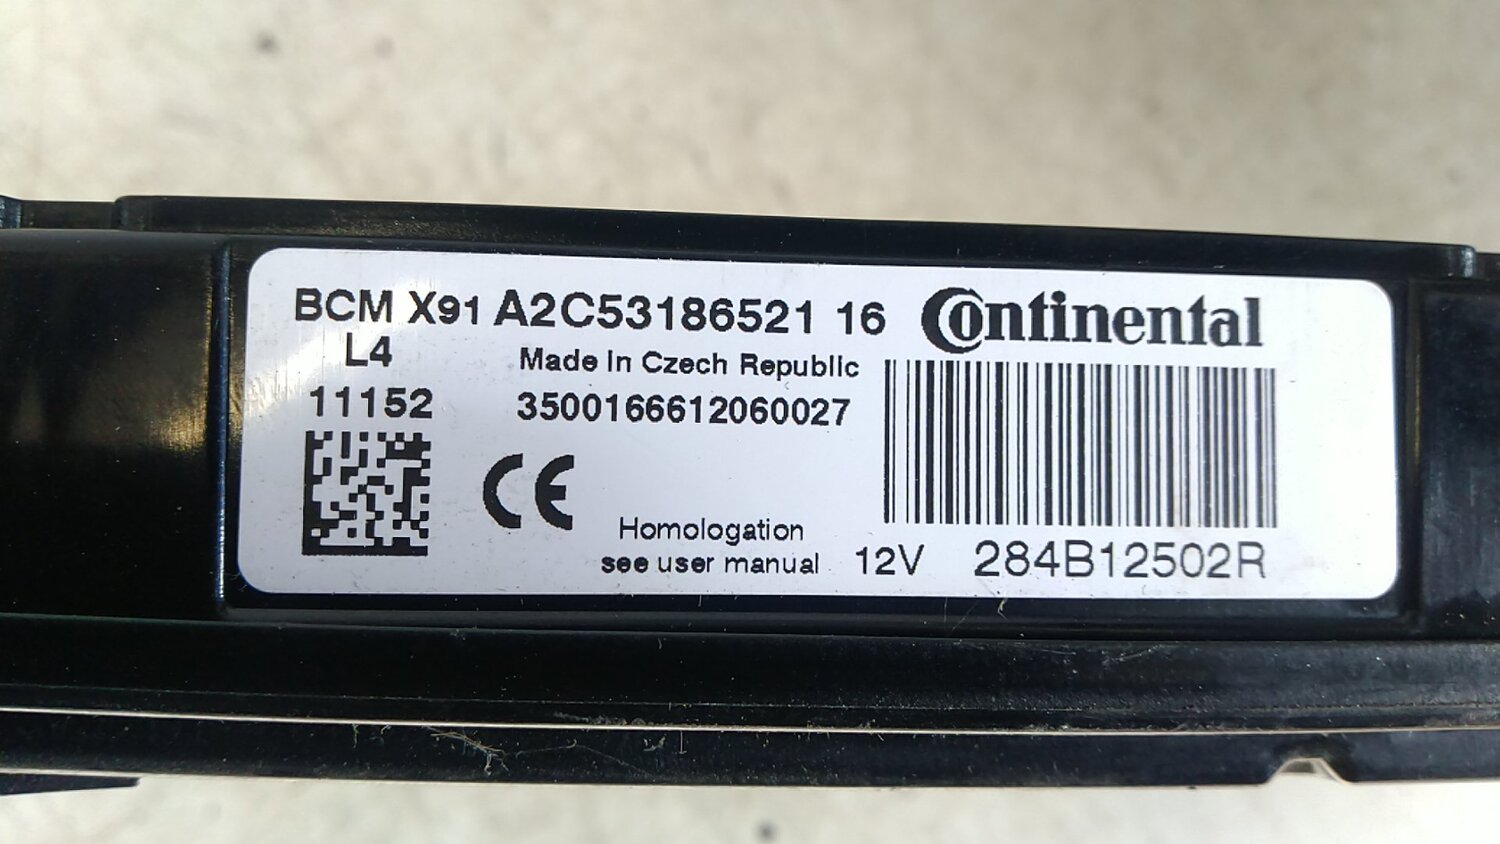 BCM X91 A2C53186521 16 Continental
L4
Made in Czech Republic
11152
3500166612060027
CE
Homologation
see user manual
12V 284B12502R